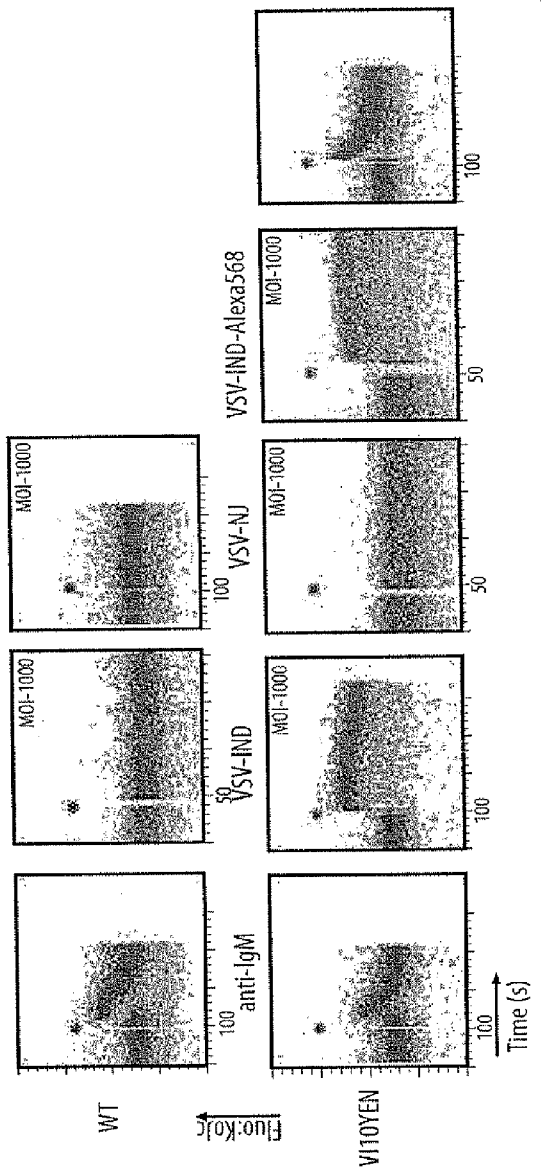 WT
MOI-1000
MOI-1000
100
50
100
anti-IgM
VSV-IND
VSV-NJ
VSV-IND-Alexa568
VI10YEN
MOI-1000
MOI-1000
MOI-1000
100
100
50
50
100
Fluo:Kolc
Time (s)